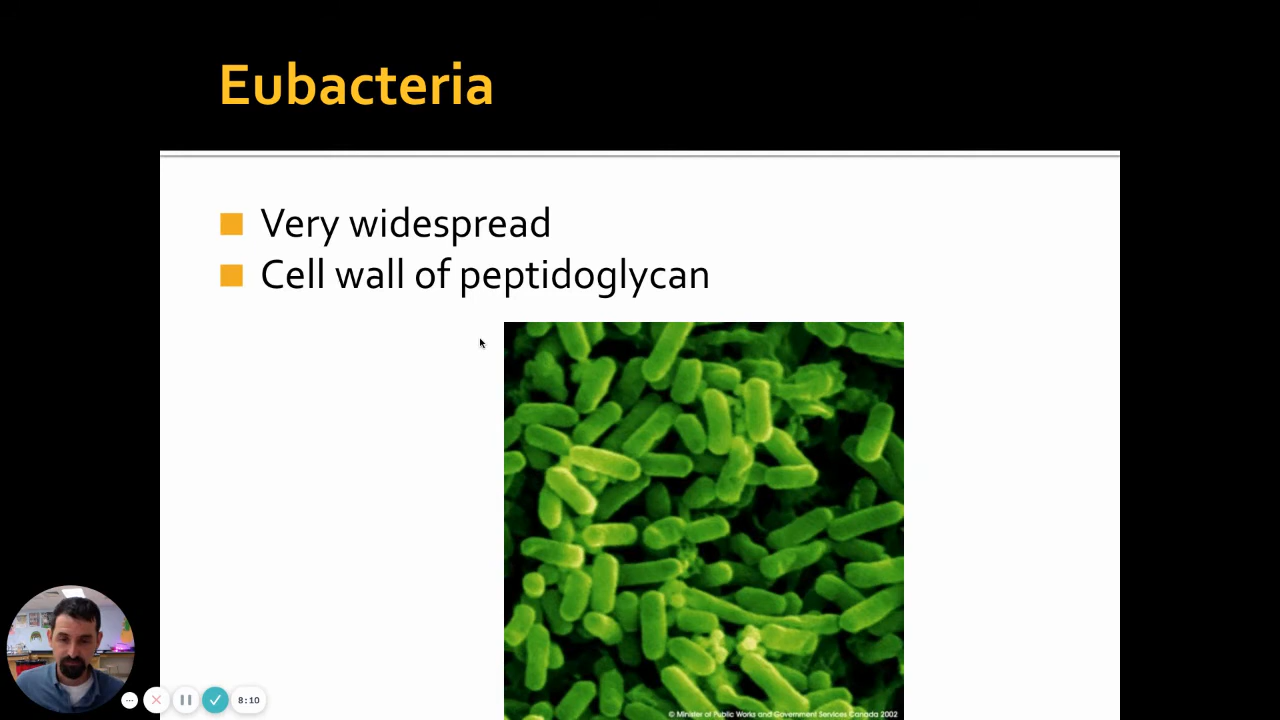 Eubacteria
Very widespread
Cell wall of peptidoglycan
© Minister of Public Works and Government Services Canada 2002
8:10